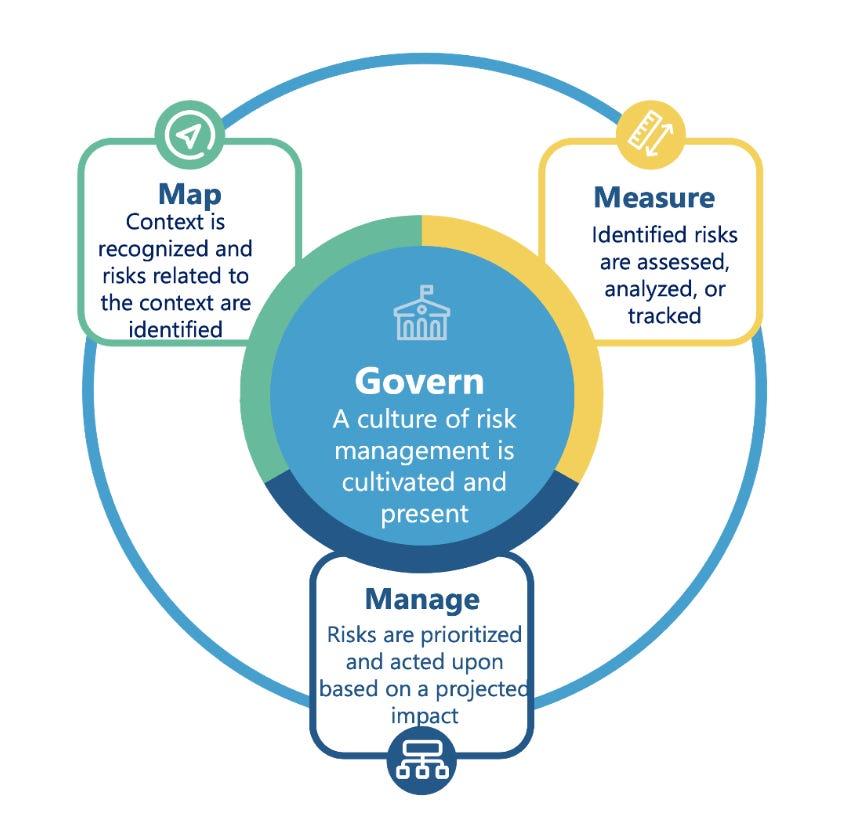 Map
Context is
recognized and
risks related to
the context are
identified
Measure
Identified risks
are assessed,
analyzed, or
tracked
Govern
A culture of risk
management is
cultivated and
present
Manage
Risks are prioritized
and acted upon
based on a projected
impact